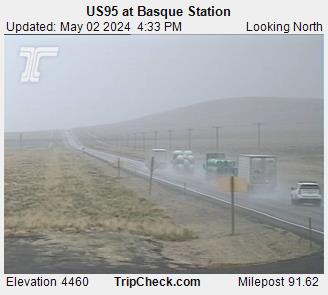 US95 at Basque Station
Updated: May 02 2024 4:33 PM Looking North
Elevation 4460 TripCheck.com Milepost 91.62